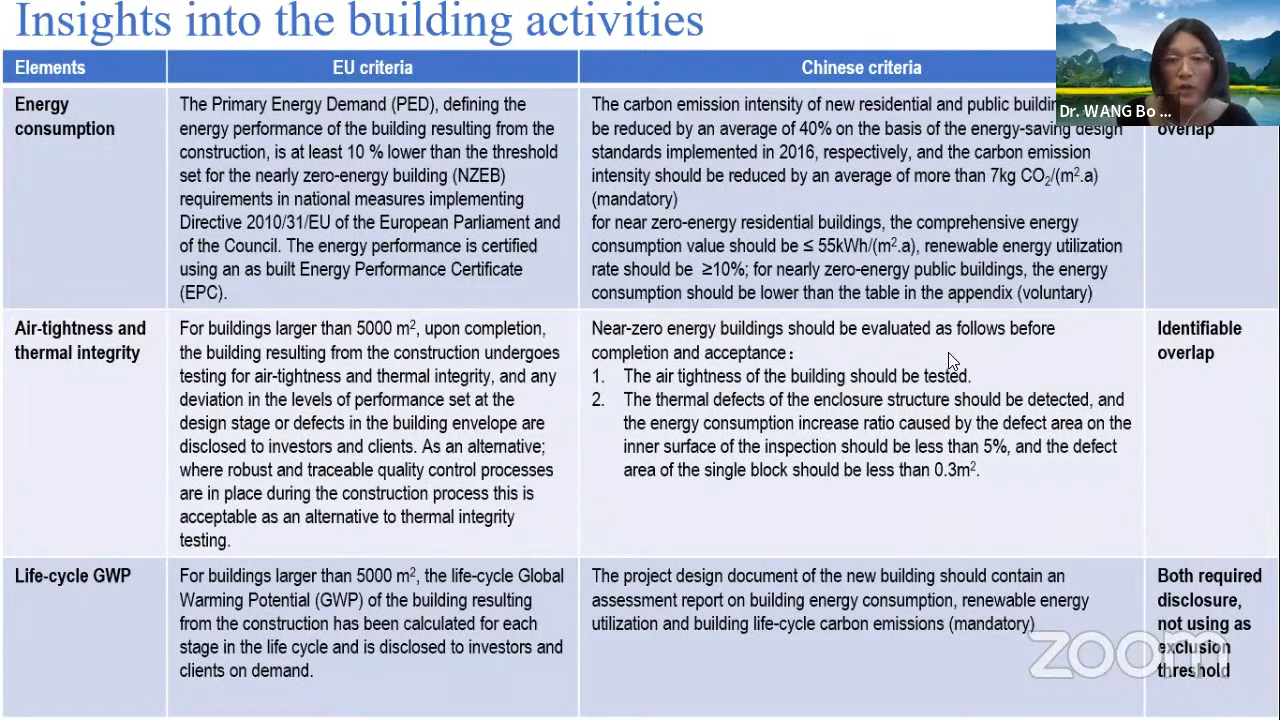 Insights into the building activities
Elements
EU criteria
Chinese criteria
Dr. WANG Bo ...
Energy
consumption
The Primary Energy Demand (PED), defining the
energy performance of the building resulting from the
construction, is at least 10 % lower than the threshold
set for the nearly zero-energy building (NZEB)
requirements in national measures implementing
Directive 2010/31/EU of the European Parliament and
of the Council. The energy performance is certified
using an as built Energy Performance Certificate
(EPC).
The carbon emission intensity of new residential and public
be reduced by an average of 40% on the basis of the energy-saving design
standards implemented in 2016, respectively, and the carbon emission
intensity should be reduced by an average of more than 7kg CO₂/(m².a)
(mandatory)
for near zero-energy residential buildings, the comprehensive energy
consumption value should be ≤ 55kWh/(m².a), renewable energy utilization
rate should be ≥10%; for nearly zero-energy public buildings, the energy
consumption should be lower than the table in the appendix (voluntary)
overlap
Air-tightness and
thermal integrity
For buildings larger than 5000 m², upon completion,
the building resulting from the construction undergoes
testing for air-tightness and thermal integrity, and any
deviation in the levels of performance set at the
design stage or defects in the building envelope are
disclosed to investors and clients. As an alternative;
where robust and traceable quality control processes
are in place during the construction process this is
acceptable as an alternative to thermal integrity
testing.
Near-zero energy buildings should be evaluated as follows before
completion and acceptance：
1. The air tightness of the building should be tested.
2. The thermal defects of the enclosure structure should be detected, and
the energy consumption increase ratio caused by the defect area on the
inner surface of the inspection should be less than 5%, and the defect
area of the single block should be less than 0.3m².
Identifiable
overlap
Life-cycle GWP
For buildings larger than 5000 m², the life-cycle Global
Warming Potential (GWP) of the building resulting
from the construction has been calculated for each
stage in the life cycle and is disclosed to investors and
clients on demand.
The project design document of the new building should contain an
assessment report on building energy consumption, renewable energy
utilization and building life-cycle carbon emissions (mandatory)
Both required
disclosure,
not using as
exclusion
threshold
zoom